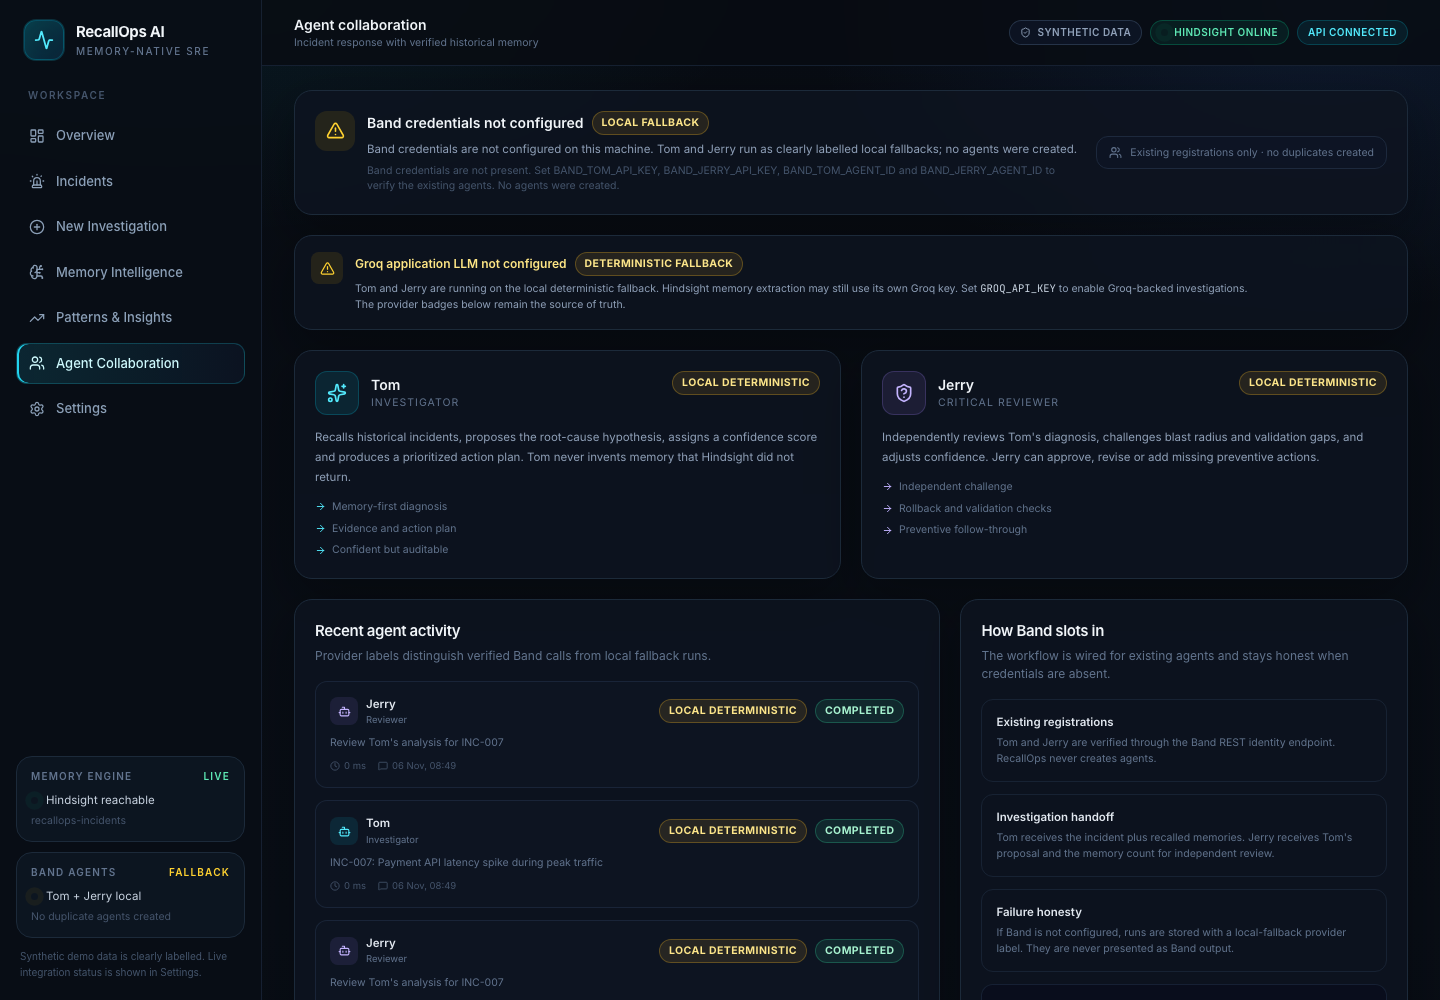 RecallOps AI
MEMORY-NATIVE SRE
WORKSPACE
Overview
Incidents
New Investigation
Memory Intelligence
Patterns & Insights
Agent Collaboration
Settings
MEMORY ENGINE
LIVE
Hindsight reachable
recallops-incidents
BAND AGENTS
FALLBACK
Tom + Jerry local
No duplicate agents created
Synthetic demo data is clearly labelled. Live
integration status is shown in Settings.
Agent collaboration
Incident response with verified historical memory
SYNTHETIC DATA
HINDSIGHT ONLINE
API CONNECTED
Band credentials not configured
LOCAL FALLBACK
Band credentials are not configured on this machine. Tom and Jerry run as clearly labelled local fallbacks; no agents were created.
Band credentials are not present. Set BAND_TOM_API_KEY, BAND_JERRY_API_KEY, BAND_TOM_AGENT_ID and BAND_JERRY_AGENT_ID to
verify the existing agents. No agents were created.
Existing registrations only · no duplicates created
Groq application LLM not configured
DETERMINISTIC FALLBACK
Tom and Jerry are running on the local deterministic fallback. Hindsight memory extraction may still use its own Groq key. Set GROQ_API_KEY to enable Groq-backed investigations.
The provider badges below remain the source of truth.
Tom
INVESTIGATOR
LOCAL DETERMINISTIC
Recalls historical incidents, proposes the root-cause hypothesis, assigns a confidence score
and produces a prioritized action plan. Tom never invents memory that Hindsight did not
return.
Memory-first diagnosis
Evidence and action plan
Confident but auditable
Jerry
CRITICAL REVIEWER
LOCAL DETERMINISTIC
Independently reviews Tom's diagnosis, challenges blast radius and validation gaps, and
adjusts confidence. Jerry can approve, revise or add missing preventive actions.
Independent challenge
Rollback and validation checks
Preventive follow-through
Recent agent activity
Provider labels distinguish verified Band calls from local fallback runs.
Jerry
Reviewer
LOCAL DETERMINISTIC
COMPLETED
Review Tom's analysis for INC-007
0 ms
06 Nov, 08:49
Tom
Investigator
LOCAL DETERMINISTIC
COMPLETED
INC-007: Payment API latency spike during peak traffic
0 ms
06 Nov, 08:49
Jerry
Reviewer
LOCAL DETERMINISTIC
COMPLETED
Review Tom's analysis for INC-007
How Band slots in
The workflow is wired for existing agents and stays honest when
credentials are absent.
Existing registrations
Tom and Jerry are verified through the Band REST identity endpoint.
RecallOps never creates agents.
Investigation handoff
Tom receives the incident plus recalled memories. Jerry receives Tom's
proposal and the memory count for independent review.
Failure honesty
If Band is not configured, runs are stored with a local-fallback provider
label. They are never presented as Band output.